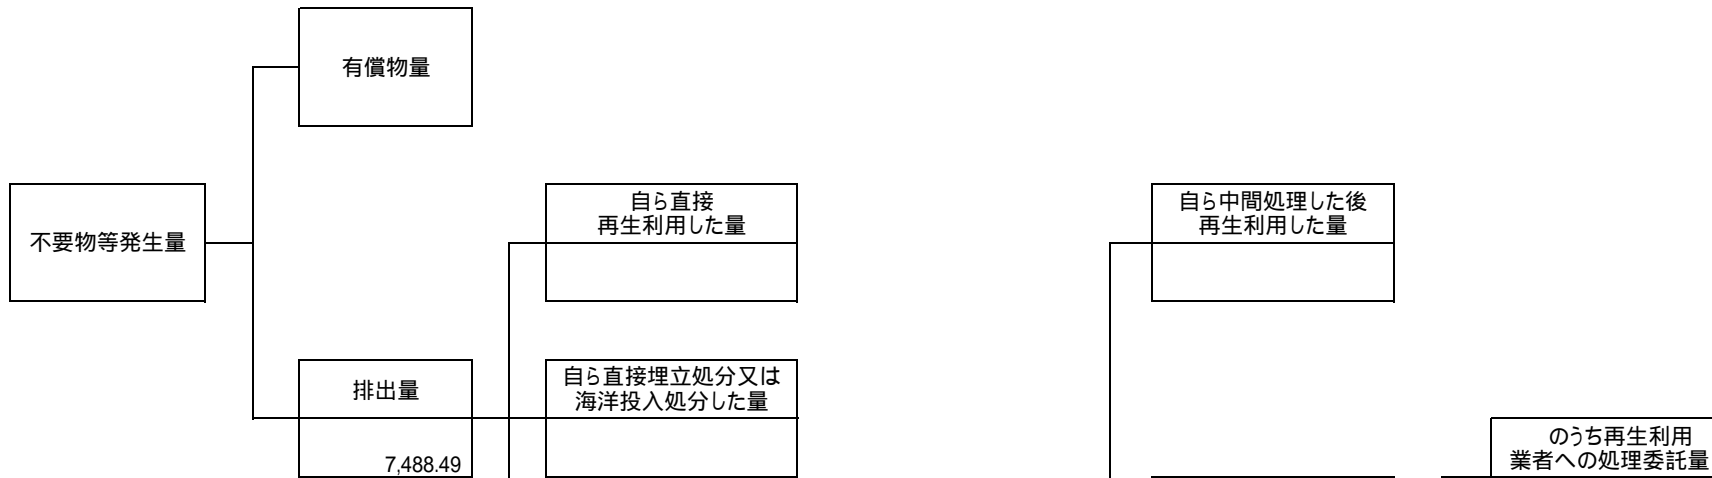 有償物量
自ら直接
再生利用した量
自ら中間処理した後
再生利用した量
不要物等発生量
排出量
自ら直接埋立処分又は
海洋投入処分した量
7,488.49
のうち再生利用
業者への処理委託量